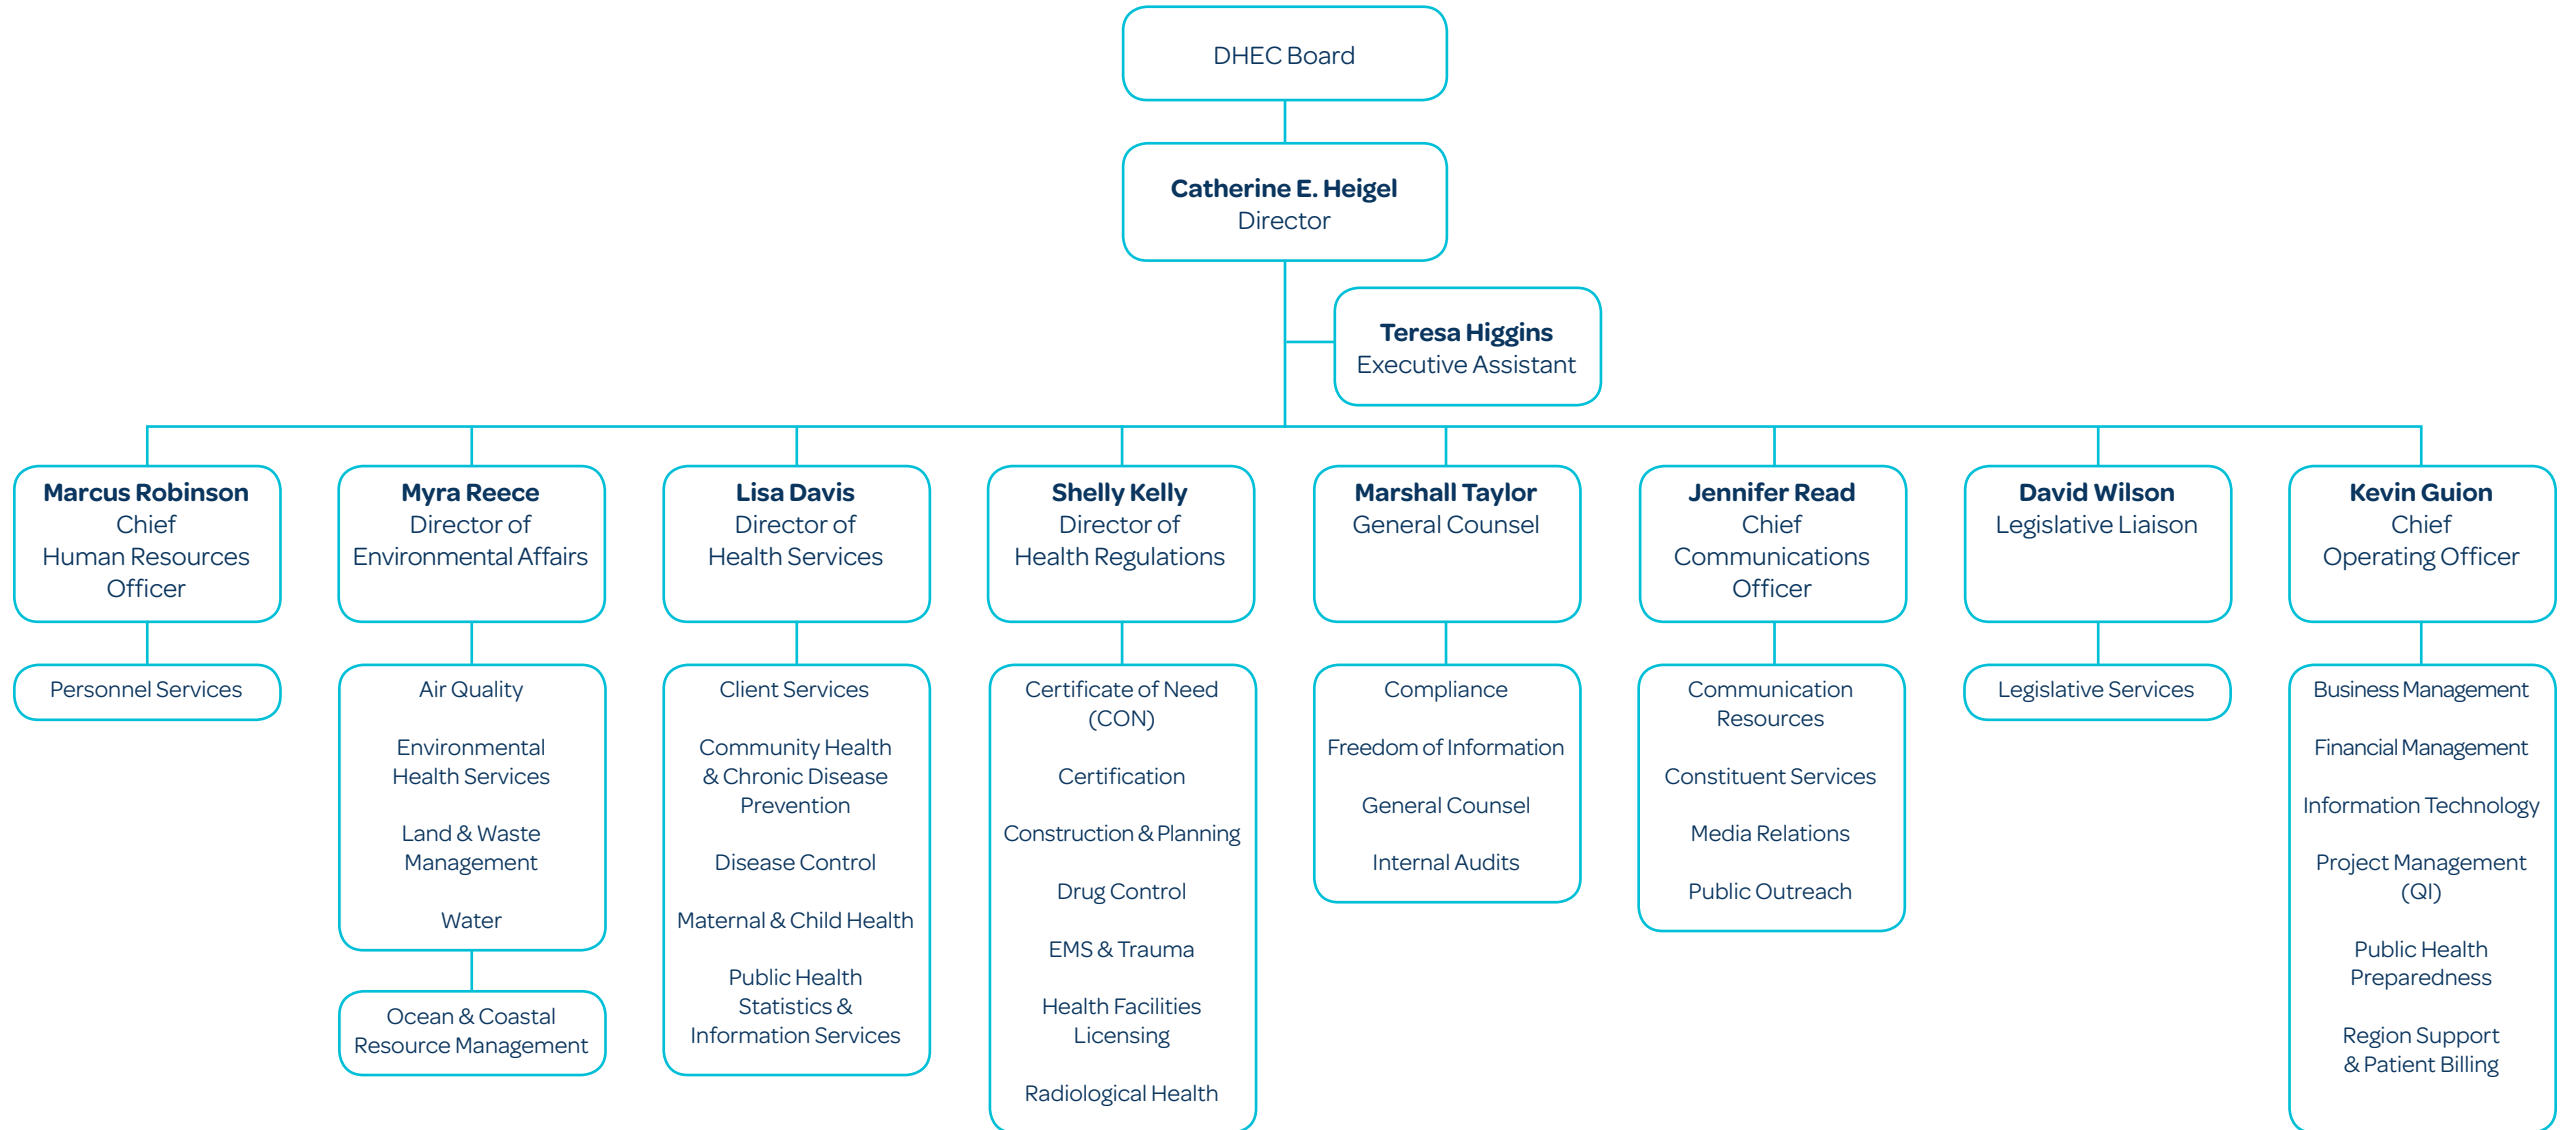 DHEC Board
Catherine E. Heigel
Director
Teresa Higgins
Executive Assistant
Marcus Robinson
Chief
Human Resources
Officer
Personnel Services
Myra Reece
Director of
Environmental Affairs
Air Quality
Environmental
Health Services
Land & Waste
Management
Water
Ocean & Coastal
Resource Management
Lisa Davis
Director of
Health Services
Client Services
Community Health
& Chronic Disease
Prevention
Disease Control
Maternal & Child Health
Public Health
Statistics &
Information Services
Shelly Kelly
Director of
Health Regulations
Certificate of Need
(CON)
Certification
Construction & Planning
Drug Control
EMS & Trauma
Health Facilities
Licensing
Radiological Health
Marshall Taylor
General Counsel
Compliance
Freedom of Information
General Counsel
Internal Audits
Jennifer Read
Chief
Communications
Officer
Communication
Resources
Constituent Services
Media Relations
Public Outreach
David Wilson
Legislative Liaison
Legislative Services
Kevin Guion
Chief
Operating Officer
Business Management
Financial Management
Information Technology
Project Management
(QI)
Public Health
Preparedness
Region Support
& Patient Billing